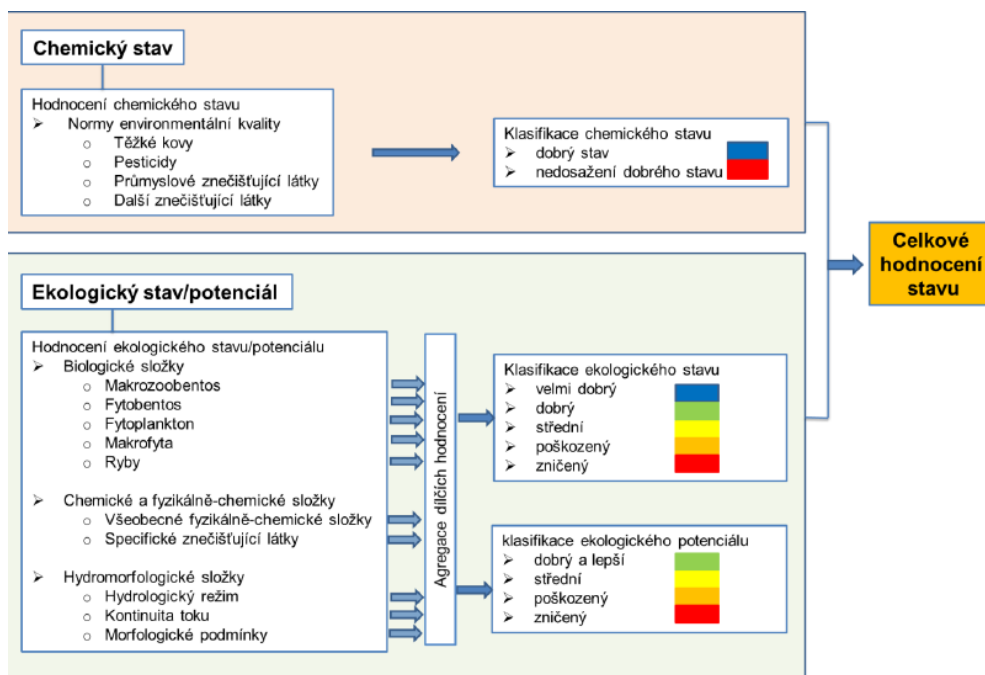 Chemický stav
Hodnocení chemického stavu
➢ Normy environmentální kvality
○ Těžké kovy
○ Pesticidy
○ Průmyslové znečišťující látky
○ Další znečišťující látky
Klasifikace chemického stavu
➢ dobrý stav
➢ nedosažení dobrého stavu
Celkové
hodnocení
stavu
Ekologický stav/potenciál
Hodnocení ekologického stavu/potenciálu
➢ Biologické složky
○ Makrozoobentos
○ Fytobentos
○ Fytoplankton
○ Makrofyta
○ Ryby
➢ Chemické a fyzikálně-chemické složky
○ Všeobecné fyzikálně-chemické složky
○ Specifické znečišťující látky
➢ Hydromorfologické složky
○ Hydrologický režim
○ Kontinuita toku
○ Morfologické podmínky
Agregace dílčích hodnocení
Klasifikace ekologického stavu
➢ velmi dobrý
➢ dobrý
➢ střední
➢ poškozený
➢ zničený
klasifikace ekologického potenciálu
➢ dobrý a lepší
➢ střední
➢ poškozený
➢ zničený